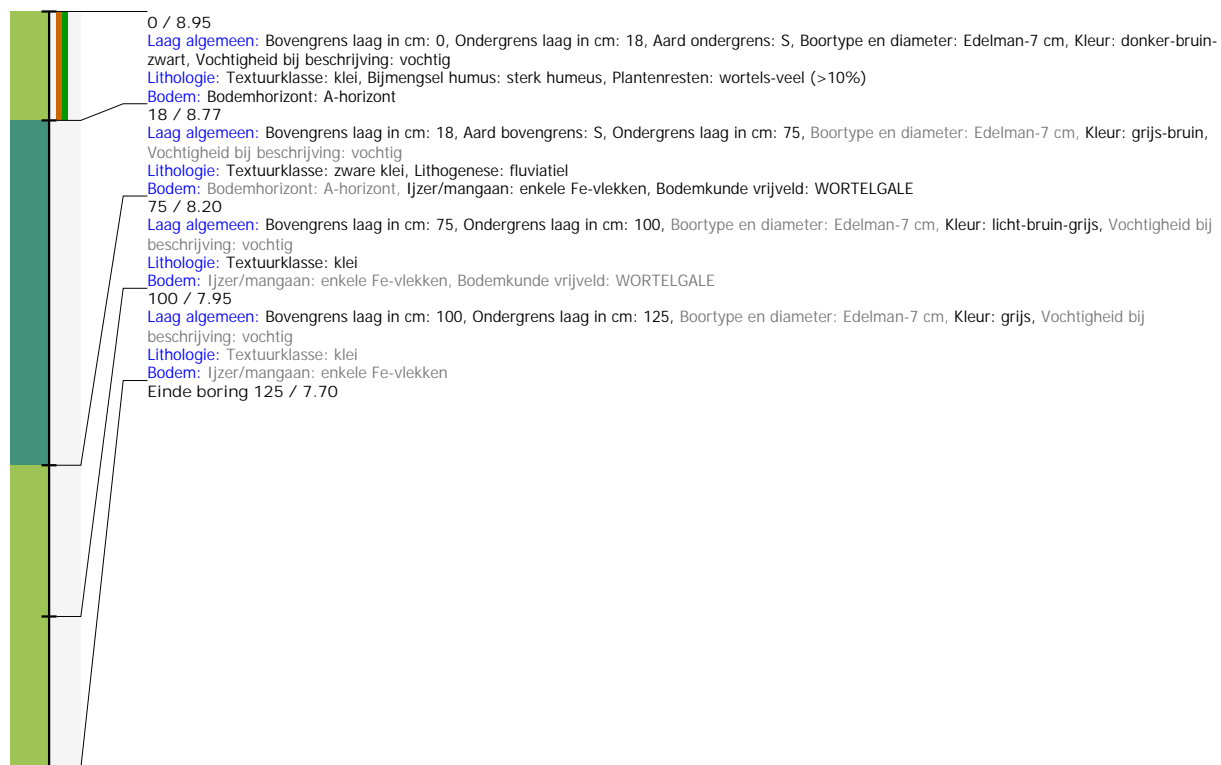 0 / 8.95
Laag algemeen: Bovengrens laag in cm: 0, Ondergrens laag in cm: 18, Aard ondergrens: S, Boortype en diameter: Edelman-7 cm, Kleur: donker-bruin-
zwart, Vochtigheid bij beschrijving: vochtig
Lithologie: Textuurklasse: klei, Bijmengsel humus: sterk humeus, Plantenresten: wortels-veel (>10%)
Bodem: Bodemhorizont: A-horizont
18 / 8.77
Laag algemeen: Bovengrens laag in cm: 18, Aard bovengrens: S, Ondergrens laag in cm: 75, Boortype en diameter: Edelman-7 cm, Kleur: grijs-bruin,
Vochtigheid bij beschrijving: vochtig
Lithologie: Textuurklasse: zware klei, Lithogenese: fluviatiel
Bodem: Bodemhorizont: A-horizont, Ijzer/mangaan: enkele Fe-vlekken, Bodemkunde vrijveld: WORTELGALE
75 / 8.20
Laag algemeen: Bovengrens laag in cm: 75, Ondergrens laag in cm: 100, Boortype en diameter: Edelman-7 cm, Kleur: licht-bruin-grijs, Vochtigheid bij
beschrijving: vochtig
Lithologie: Textuurklasse: klei
Bodem: Ijzer/mangaan: enkele Fe-vlekken, Bodemkunde vrijveld: WORTELGALE
100 / 7.95
Laag algemeen: Bovengrens laag in cm: 100, Ondergrens laag in cm: 125, Boortype en diameter: Edelman-7 cm, Kleur: grijs, Vochtigheid bij
beschrijving: vochtig
Lithologie: Textuurklasse: klei
Bodem: Ijzer/mangaan: enkele Fe-vlekken
Einde boring 125 / 7.70